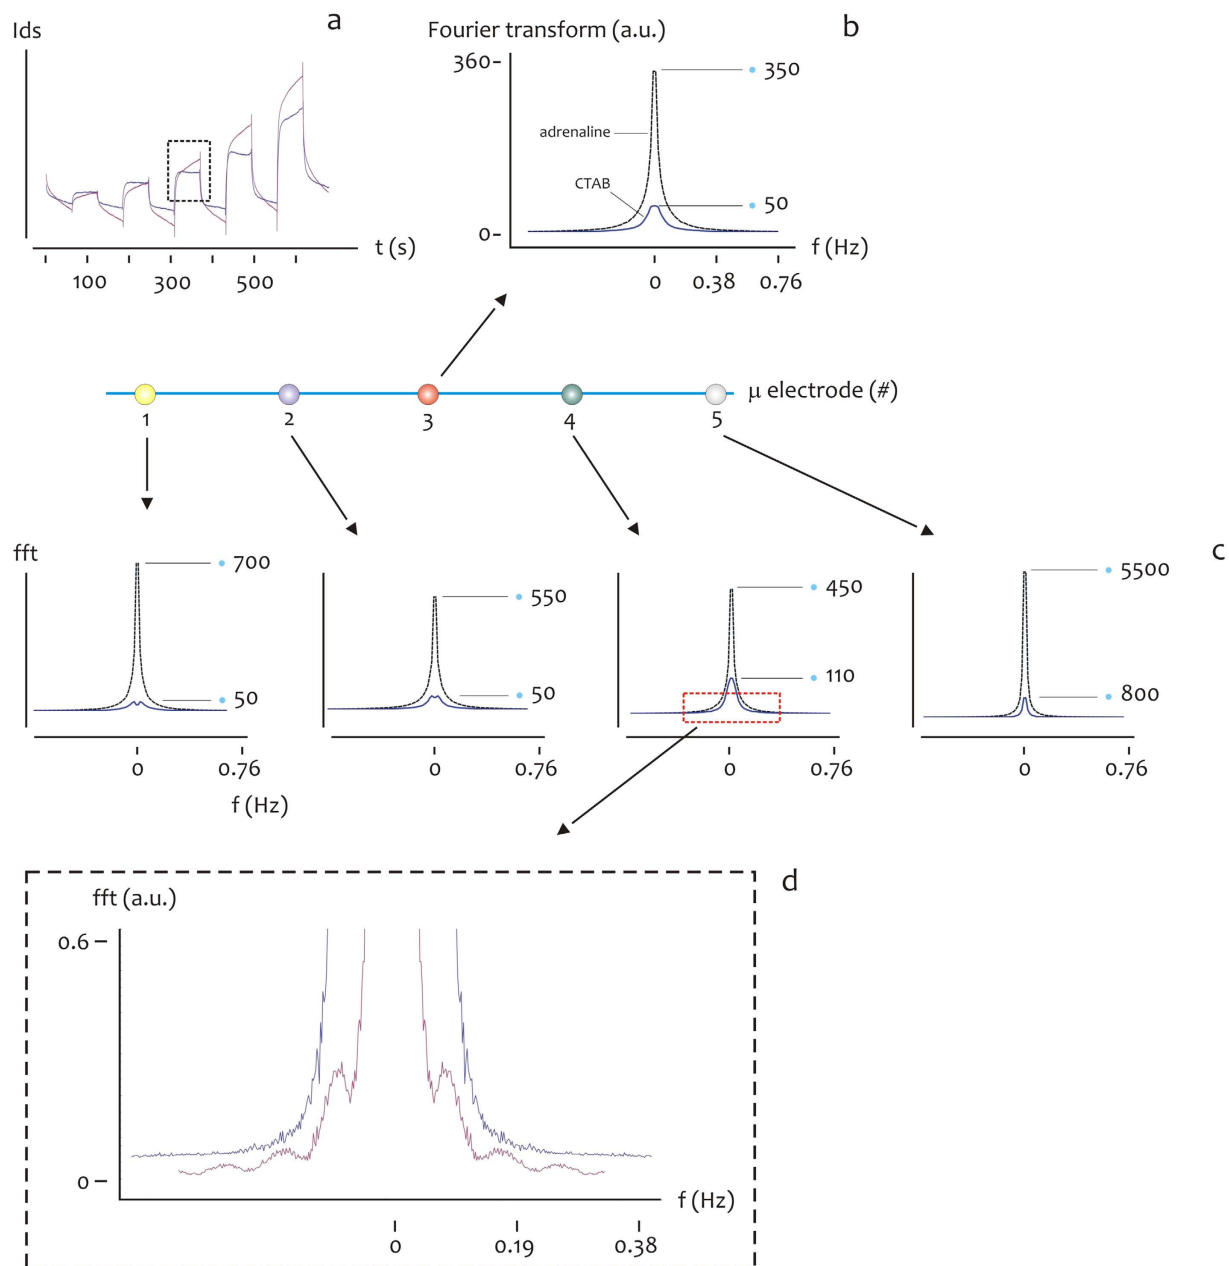 a
Ids
t (s)
100 300 500
b
Fourier transform (a.u.)
360
350
adrenaline
CTAB
50
0
f (Hz)
0 0.38 0.76
μ electrode (#)
1 2 3 4 5
c
fft
700
50
0 0.76
f (Hz)
550
50
0 0.76
450
110
0 0.76
5500
800
0 0.76
d
fft (a.u.)
0.6
0
f (Hz)
0 0.19 0.38